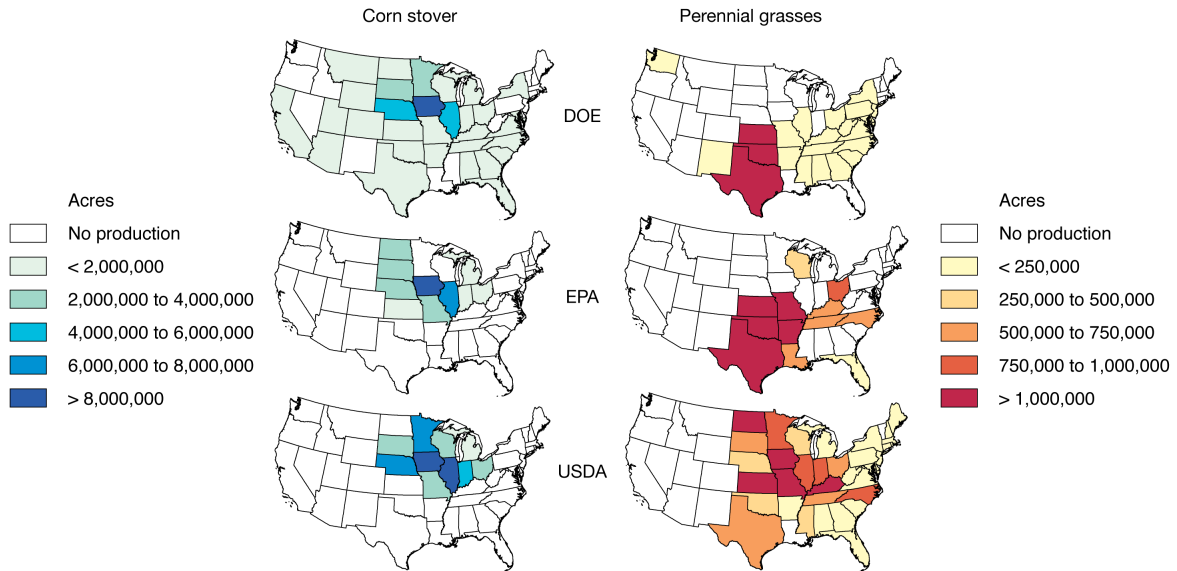 Corn stover
Perennial grasses
DOE
EPA
USDA
Acres
No production
< 2,000,000
2,000,000 to 4,000,000
4,000,000 to 6,000,000
6,000,000 to 8,000,000
> 8,000,000
Acres
No production
< 250,000
250,000 to 500,000
500,000 to 750,000
750,000 to 1,000,000
> 1,000,000